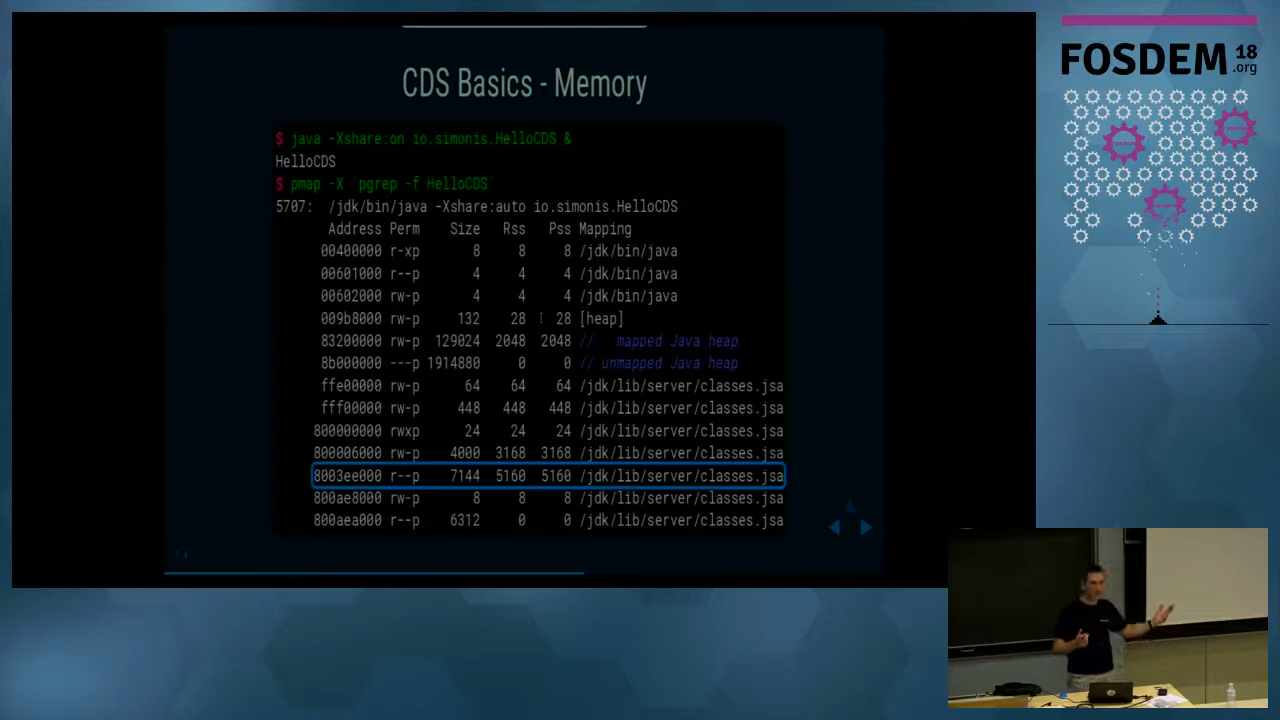 CDS Basics - Memory
$ java -Xshare:on io.simonis.HelloCDS &
HelloCDS
$ pmap -X `pgrep -f HelloCDS`
5707: /jdk/bin/java -Xshare:auto io.simonis.HelloCDS
Address Perm Size Rss Pss Mapping
00400000 r-xp 8 8 8 /jdk/bin/java
00601000 r--p 4 4 4 /jdk/bin/java
00602000 rw-p 4 4 4 /jdk/bin/java
009b8000 rw-p 132 28 28 [heap]
83200000 rw-p 129024 2048 2048 // mapped Java heap
8b000000 ---p 1914880 0 0 // unmapped Java heap
ffe00000 rw-p 64 64 64 /jdk/lib/server/classes.jsa
fff00000 rw-p 448 448 448 /jdk/lib/server/classes.jsa
800000000 rwxp 24 24 24 /jdk/lib/server/classes.jsa
800006000 rw-p 4000 3168 3168 /jdk/lib/server/classes.jsa
8003ee000 r--p 7144 5160 5160 /jdk/lib/server/classes.jsa
800ae8000 rw-p 8 8 8 /jdk/lib/server/classes.jsa
800aea000 r--p 6312 0 0 /jdk/lib/server/classes.jsa
FOSDEM 18
.org